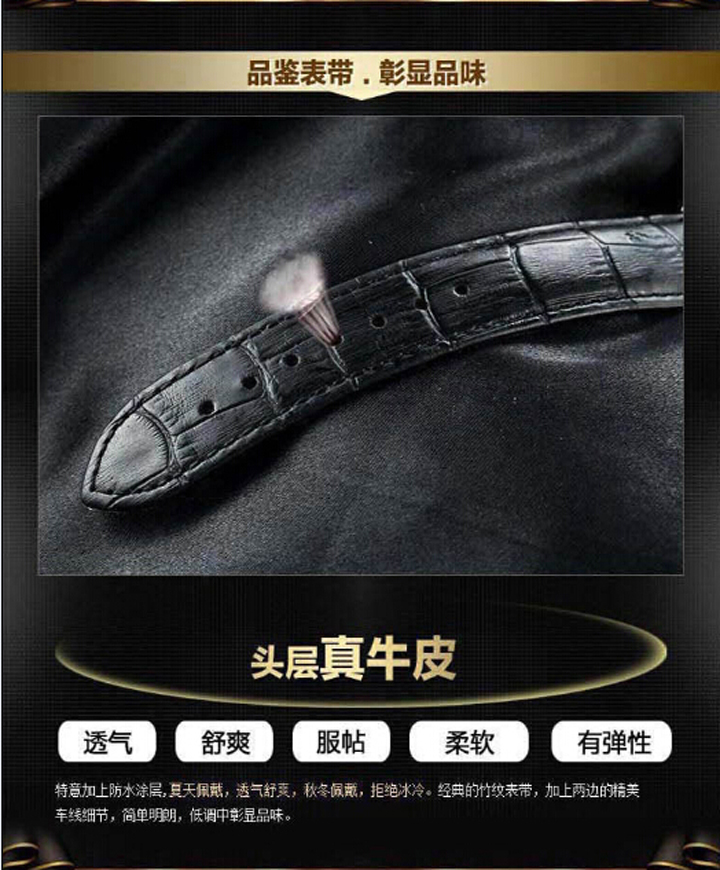 品鉴表带.彰显品味
头层真牛皮
透气 舒爽 服帖 柔软 有弹性
特意加上防水涂层,夏天佩戴，透气舒爽，秋冬佩戴，拒绝冰冷。经典的竹纹表带，加上两边的精美
车线细节，简单明朗，低调中彰显品味。